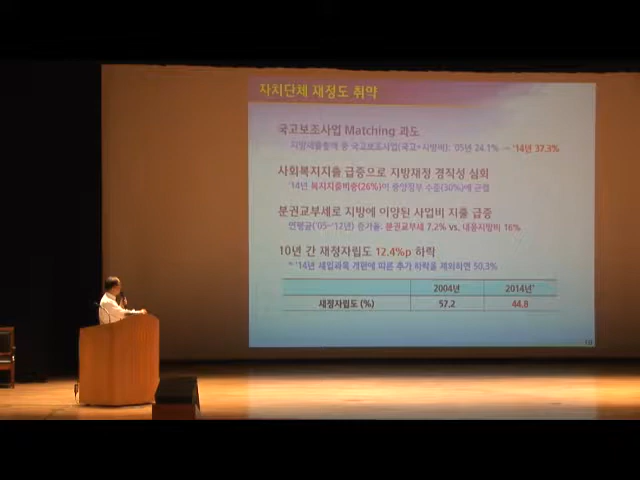 자치단체 재정도 취약
국고보조사업 Matching 과도
지방세출총액 중 국고보조사업(국고+지방비): '05년 24.1% → '14년 37.3%
사회복지지출 급증으로 지방재정 경직성 심화
'14년 복지지출비중(26%)이 중앙정부 수준(30%)에 근접
분권교부세로 지방에 이양된 사업비 지출 급증
연평균('05~'12년) 증가율: 분권교부세 7.2% vs. 대응지방비 16%
10년 간 재정자립도 12.4%p 하락
'14년 세입과목 개편에 따른 추가 하락을 제외하면 50.3%
2004년 2014년*
재정자립도 (%) 57.2 44.8